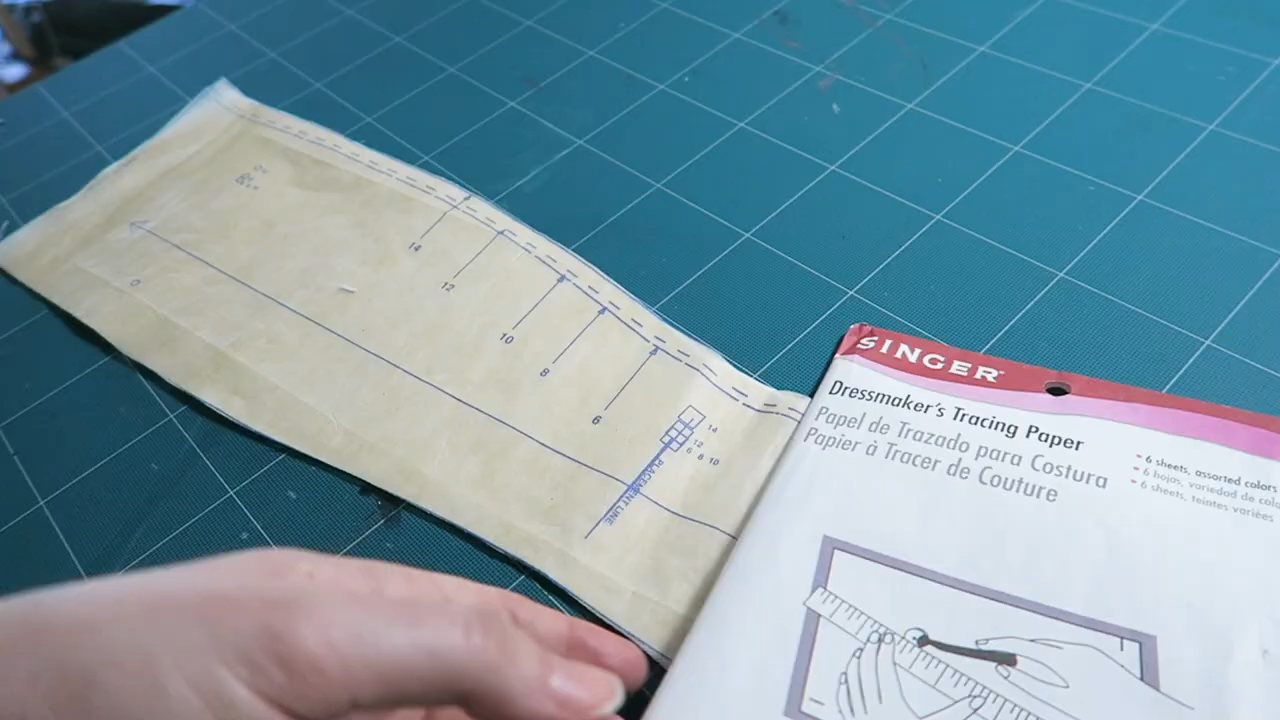 14
12
10
8
6
14
12
6 8 10
PLACEMENT LINE
SINGER
Dressmaker's Tracing Paper
Papel de Trazado para Costura
Papier à Tracer de Couture
6 sheets, assorted colors
6 hojas, variedad de
6 sheets, teintes variées